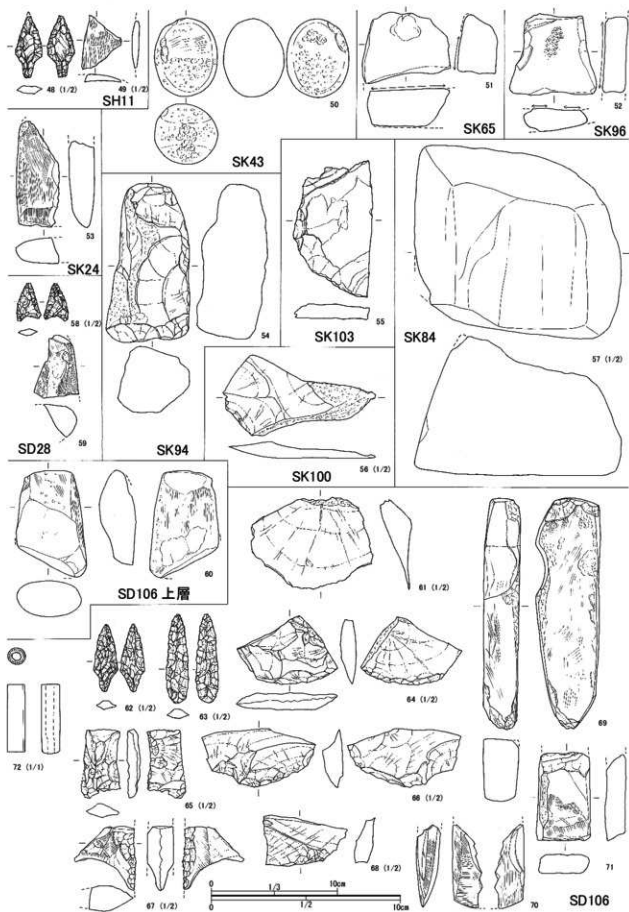 48 (1/2)
49 (1/2)
SH11
50
SK43
51
SK65
52
SK96
53
SK24
54
SK94
55
SK103
SK84
57 (1/2)
58 (1/2)
59
SD28
56 (1/2)
SK100
60
SD106 上層
61 (1/2)
62 (1/2)
63 (1/2)
64 (1/2)
69
72 (1/1)
65 (1/2)
66 (1/2)
67 (1/2)
68 (1/2)
70
71
SD106
0 1/3 10cm
1/2 10cm